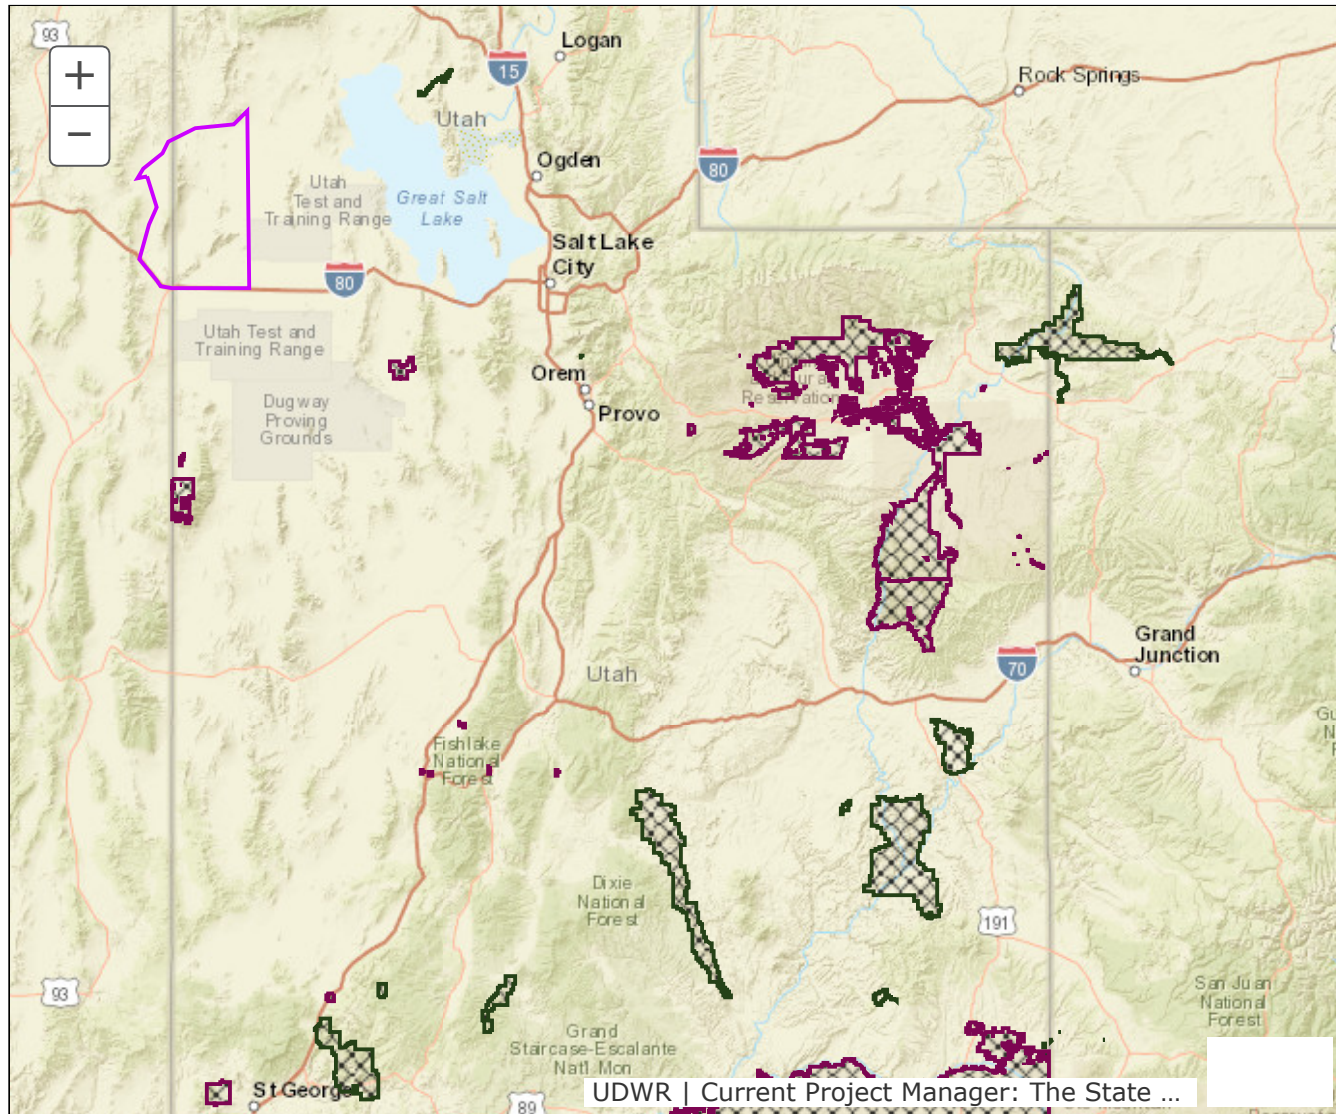 93
Logan
15
Rock Springs
Utah
Ogden
80
Utah
Test and
Training Range
Great Salt
Lake
Salt Lake
City
80
Utah Test and
Training Range
Orem
Provo
Dugway
Proving
Grounds
Reservation
Grand
Junction
70
Utah
Fishlake
National
Forest
Dixie
National
Forest
191
93
San Juan
National
Forest
Grand
Staircase-Escalante
Nat'l Mon
St George
89
UDWR | Current Project Manager: The State ...